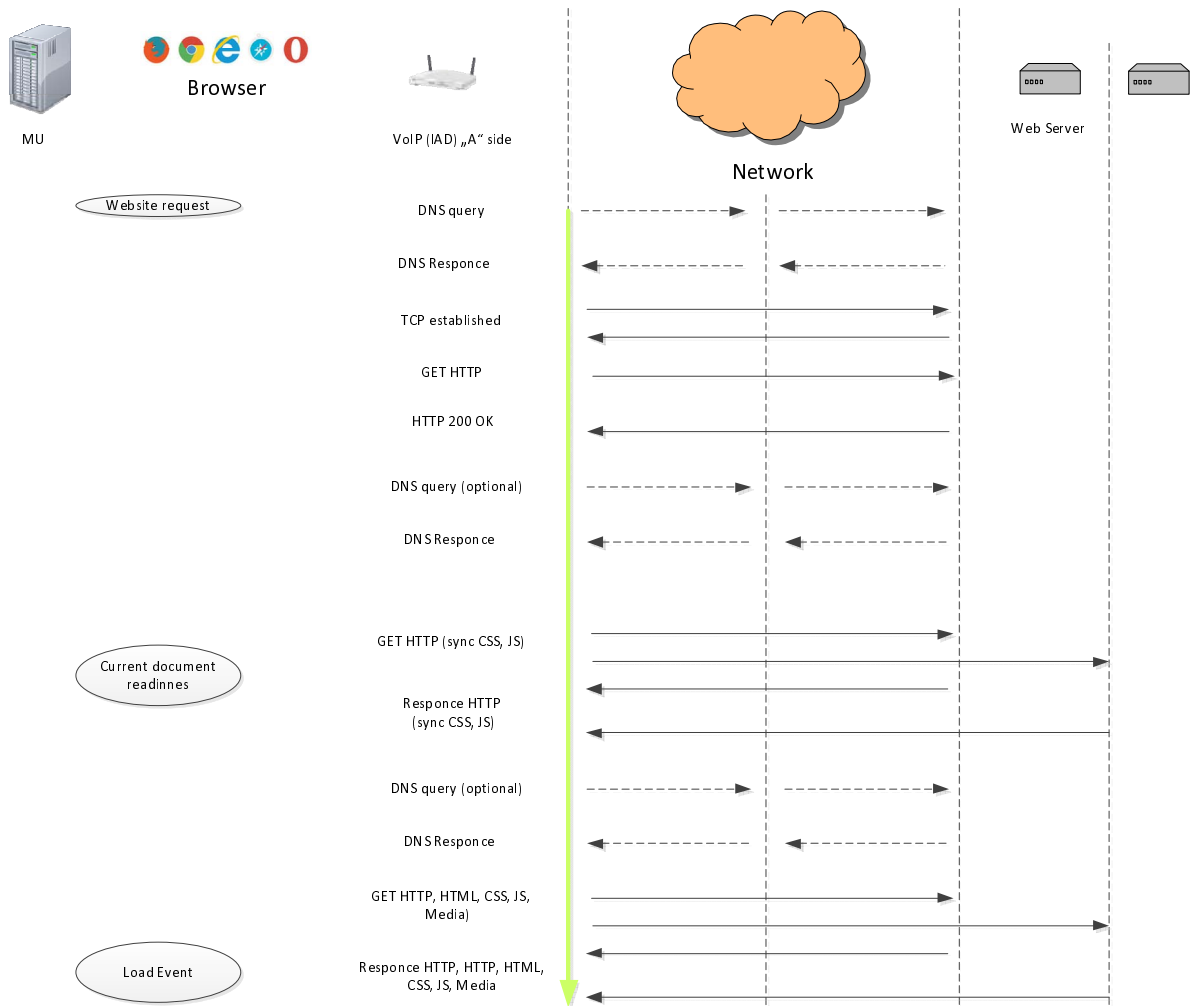 Browser
MU
VoIP (IAD) „A“ side
Web Server
Network
Website request
DNS query
DNS Responce
TCP established
GET HTTP
HTTP 200 OK
DNS query (optional)
DNS Responce
GET HTTP (sync CSS, JS)
Current document
readinnes
Responce HTTP
(sync CSS, JS)
DNS query (optional)
DNS Responce
GET HTTP, HTML, CSS, JS,
Media)
Load Event
Responce HTTP, HTTP, HTML,
CSS, JS, Media